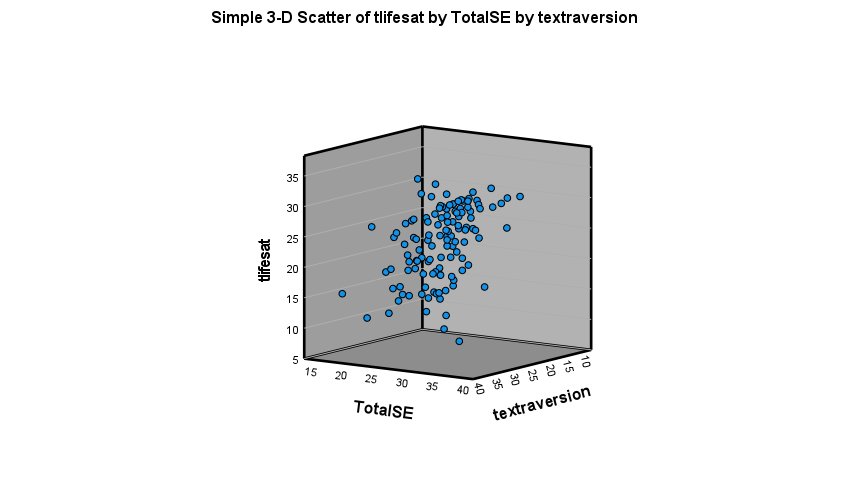 Simple 3-D Scatter of tlifesat by TotalSE by textraversion
35
30
25
20
15
10
5
tlifesat
15 20 25 30 35 40
TotalSE
40 35 30 25 20 15 10
textraversion